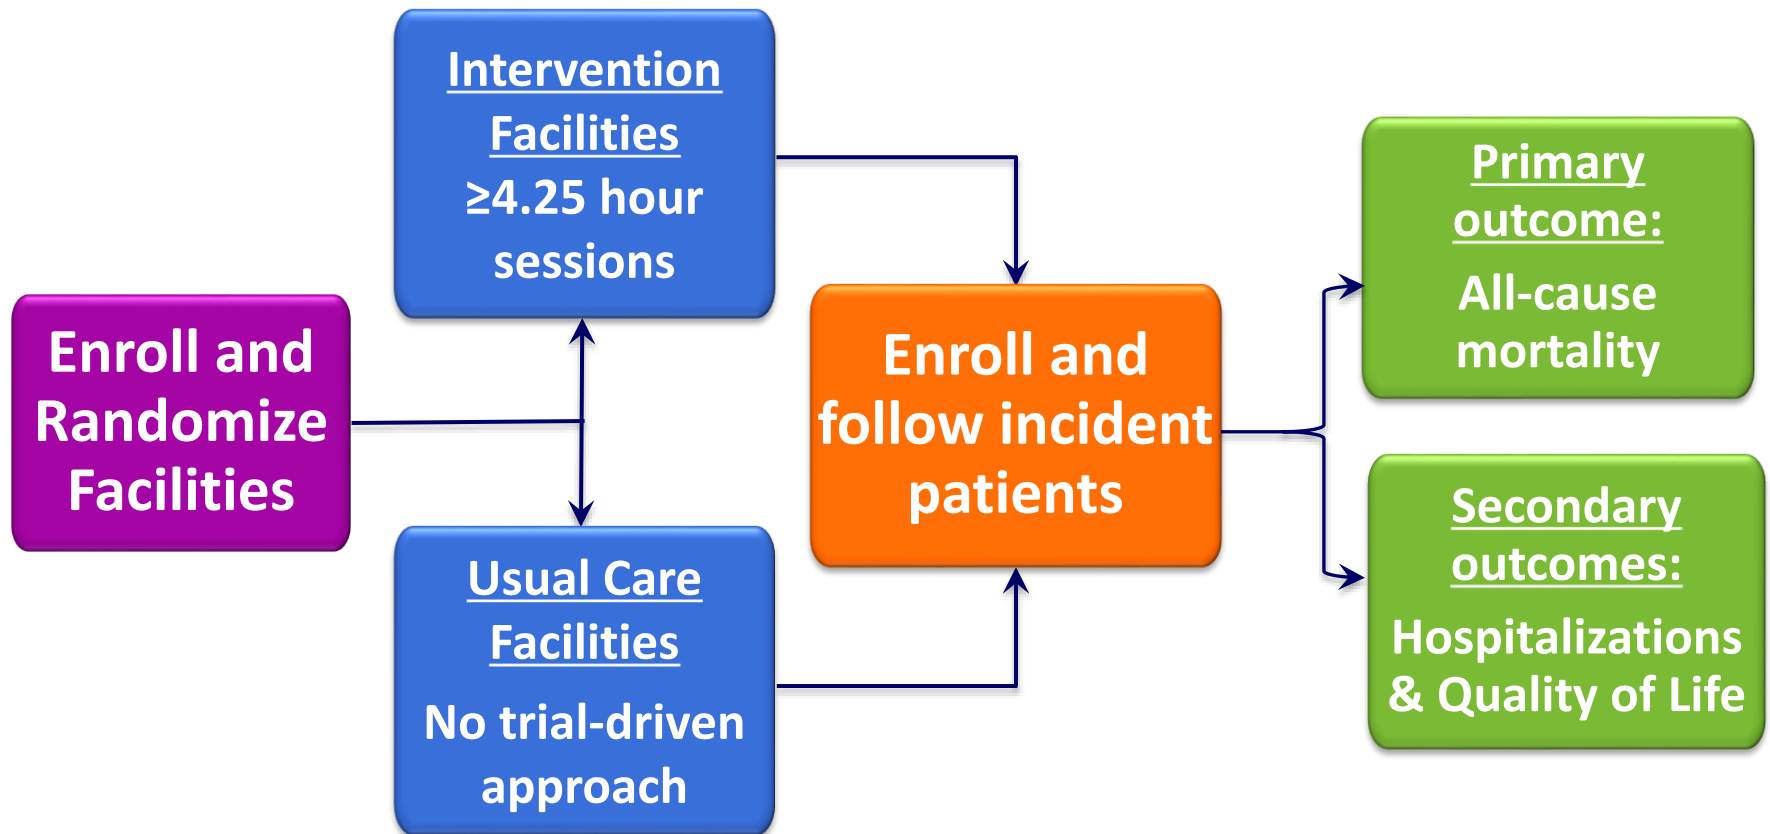 Enroll and
Randomize
Facilities
Intervention
Facilities
≥4.25 hour
sessions
Usual Care
Facilities
No trial-driven
approach
Enroll and
follow incident
patients
Primary
outcome:
All-cause
mortality
Secondary
outcomes:
Hospitalizations
& Quality of Life